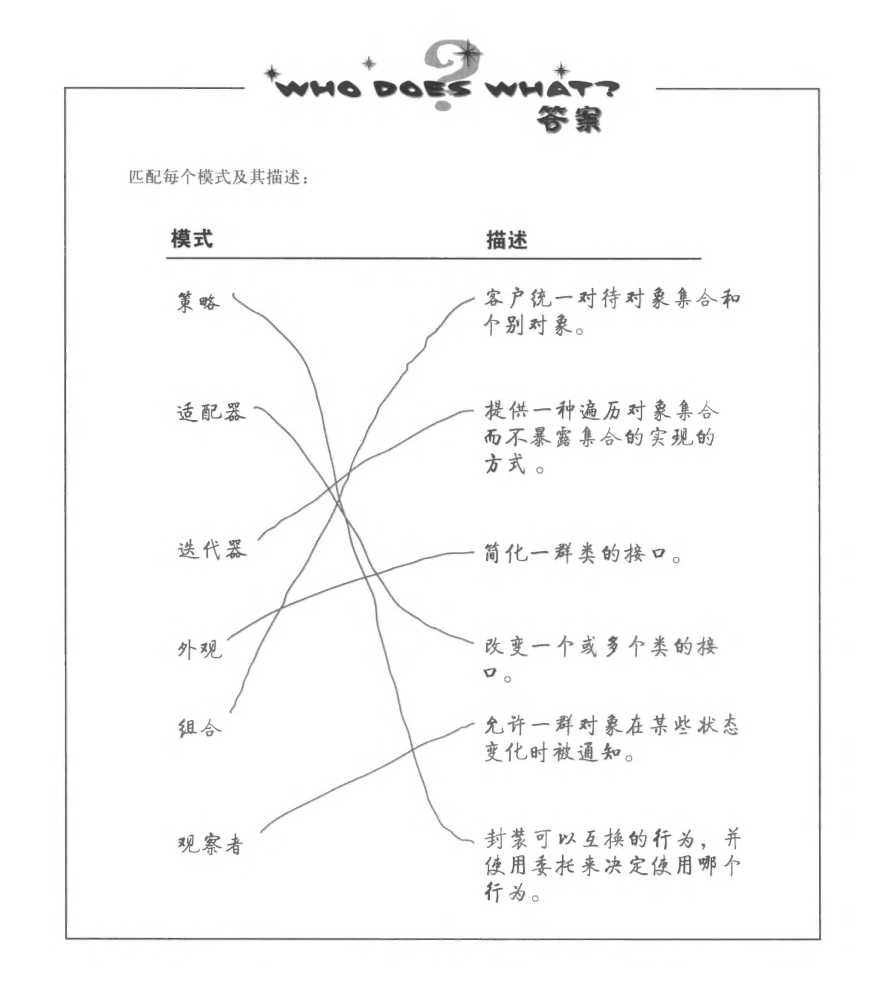 WHO DOES WHAT?
答案
匹配每个模式及其描述：
模式
描述
策略
客户统一对待对象集合和
个别对象。
适配器
提供一种遍历对象集合
而不暴露集合的实现的
方式。
迭代器
简化一群类的接口。
外观
改变一个或多个类的接
口。
组合
允许一群对象在某些状态
变化时被通知。
观察者
封装可以互换的行为，并
使用委托来决定使用哪个
行为。